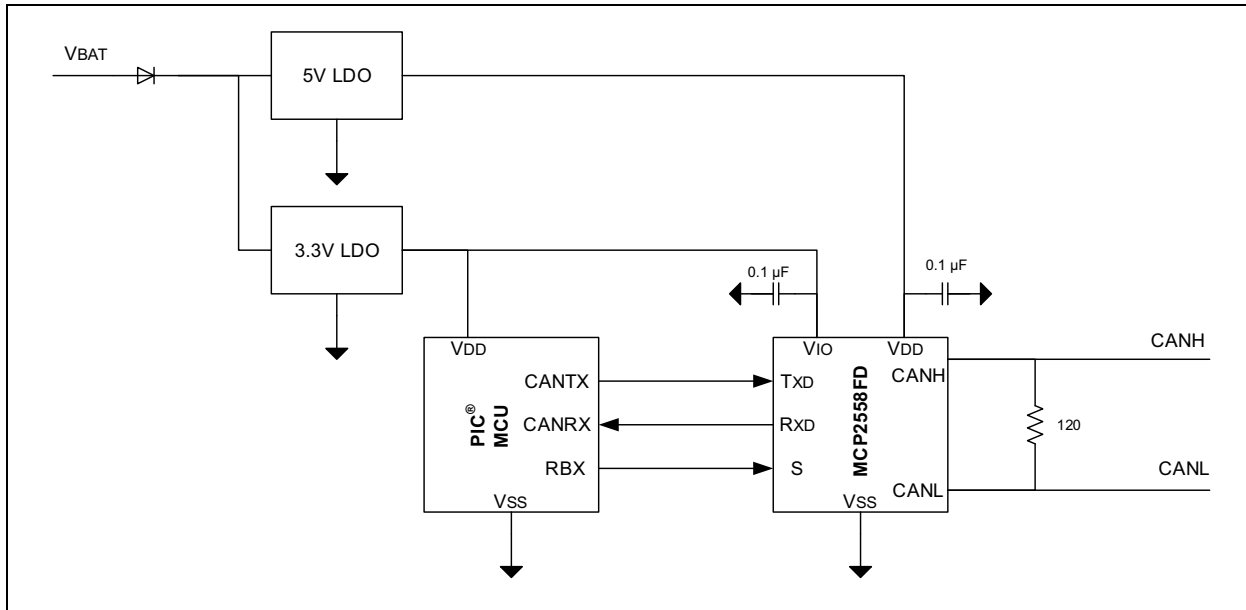 VBAT
5V LDO
3.3V LDO
0.1 µF
0.1 µF
VDD
CANTX
CANRX
RBX
VSS
PIC®
MCU
VIO
VDD
TXD
RXD
S
MCP2558FD
CANH
CANL
VSS
CANH
120
CANL